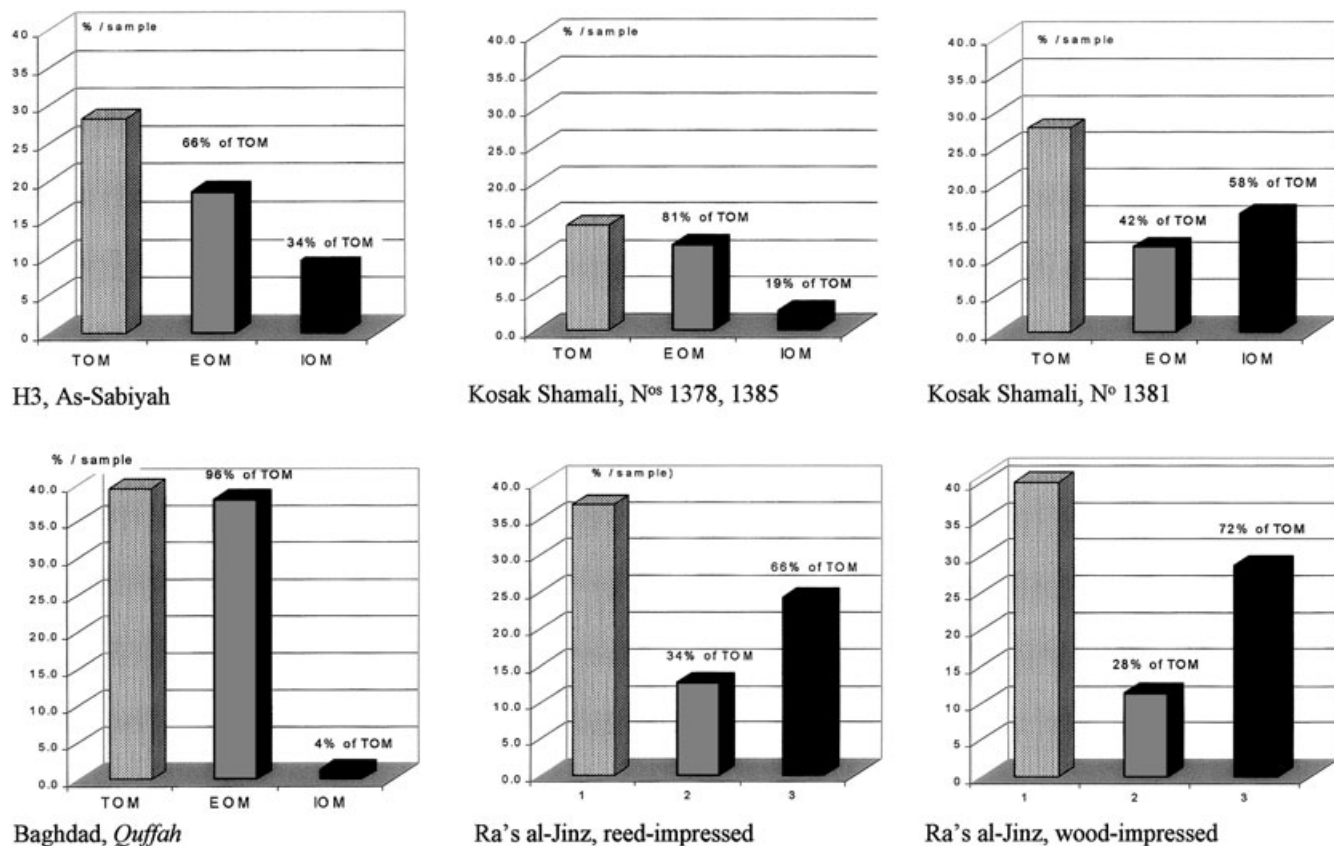 % / sample
40
35
30
25
20
15
10
5
0
66% of TOM
34% of TOM
TOM EOM IOM
H3, As-Sabiyah
% /sample
40.0
35.0
30.0
25.0
20.0
15.0
10.0
5.0
0.0
81% of TOM
19% of TOM
TOM EOM IOM
Kosak Shamali, Nos 1378, 1385
% / sample
40.0
35.0
30.0
25.0
20.0
15.0
10.0
5.0
0.0
58% of TOM
42% of TOM
TOM EOM IOM
Kosak Shamali, No 1381
% / sample
40.0
35.0
30.0
25.0
20.0
15.0
10.0
5.0
0.0
96% of TOM
4% of TOM
TOM EOM IOM
Baghdad, Quffah
% / sample)
40.0
35.0
30.0
25.0
20.0
15.0
10.0
5.0
0.0
66% of TOM
34% of TOM
1 2 3
Ra's al-Jinz, reed-impressed
% / sample
40
35
30
25
20
15
10
5
0
72% of TOM
28% of TOM
1 2 3
Ra's al-Jinz, wood-impressed